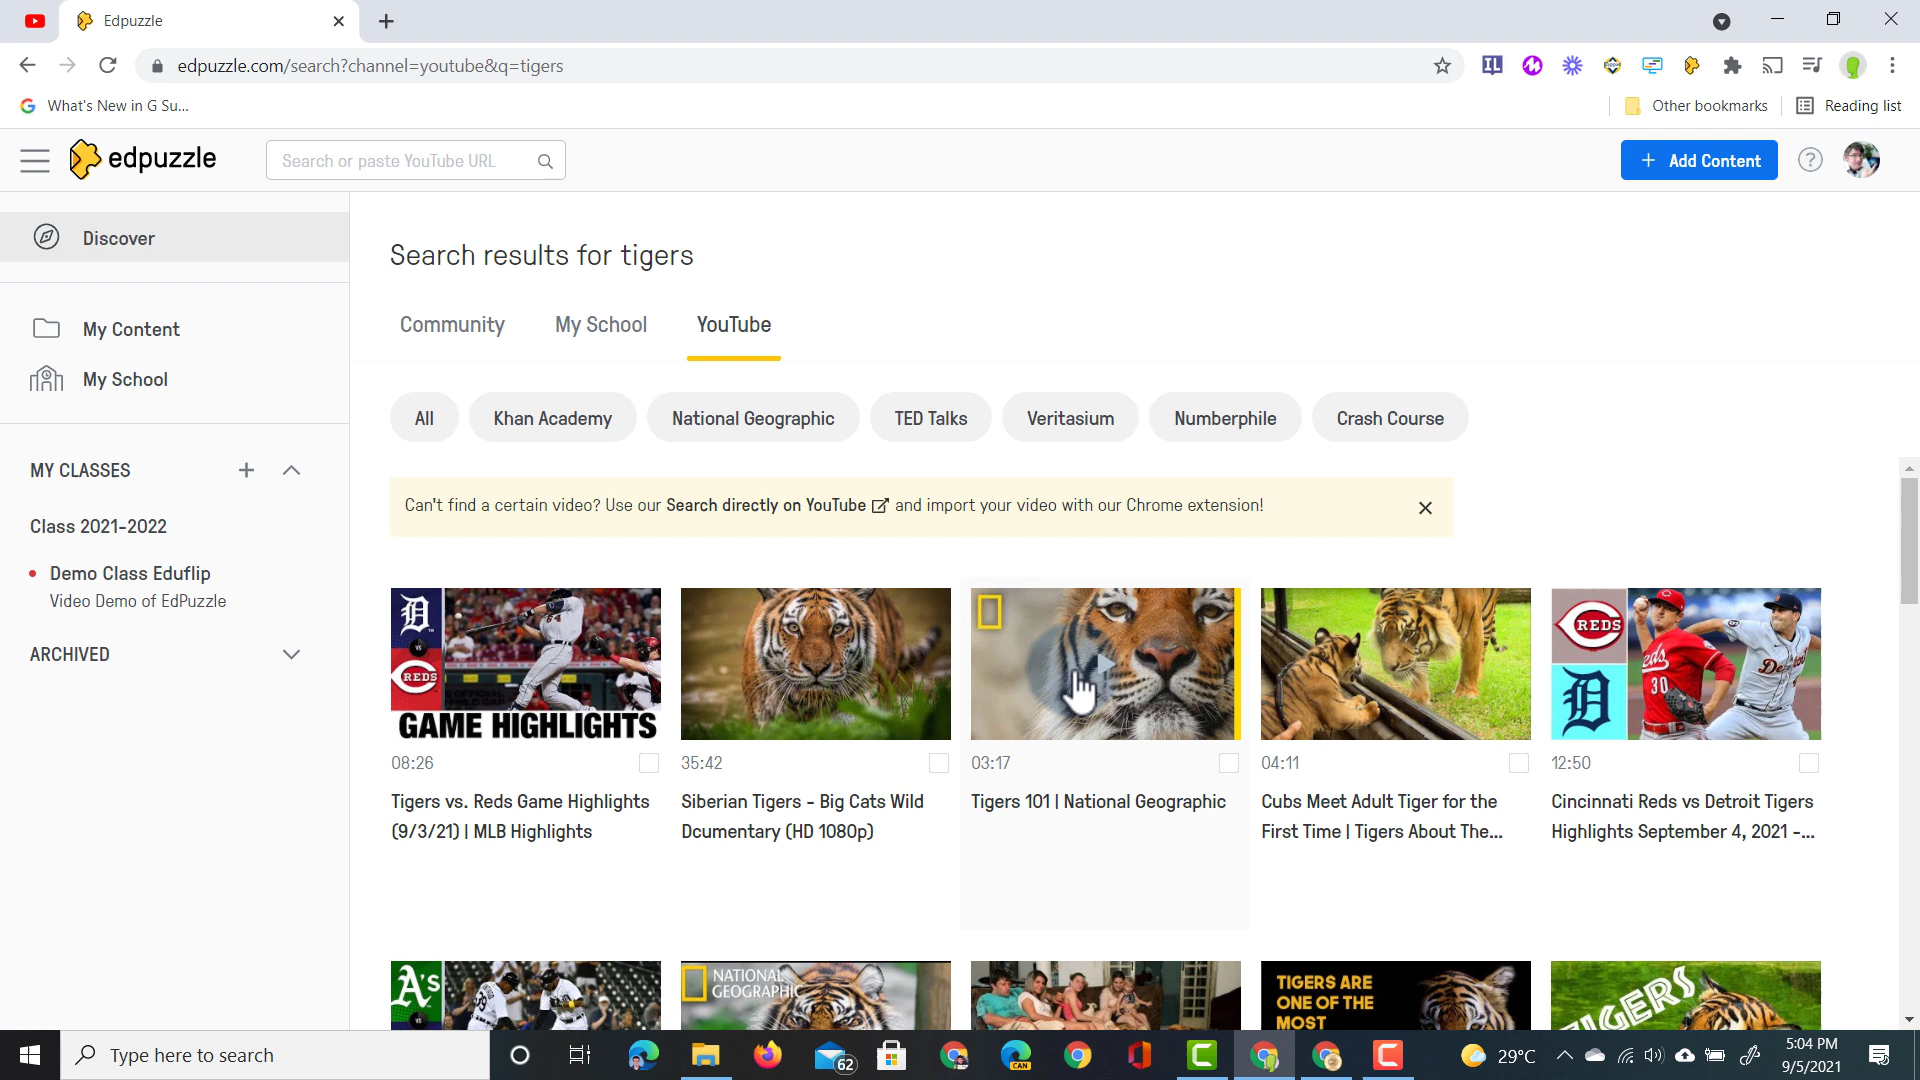 Edpuzzle
edpuzzle.com/search?channel=youtube&q=tigers
What's New in G Su...
Other bookmarks
Reading list
edpuzzle
Search or paste YouTube URL
+ Add Content
Discover
My Content
My School
MY CLASSES
Class 2021-2022
Demo Class Eduflip
Video Demo of EdPuzzle
ARCHIVED
Search results for tigers
Community
My School
YouTube
All
Khan Academy
National Geographic
TED Talks
Veritasium
Numberphile
Crash Course
Can't find a certain video? Use our Search directly on YouTube and import your video with our Chrome extension!
VS
REDS
GAME HIGHLIGHTS
08:26
Tigers vs. Reds Game Highlights
(9/3/21) | MLB Highlights
35:42
Siberian Tigers - Big Cats Wild
Dcumentary (HD 1080p)
03:17
Tigers 101 | National Geographic
04:11
Cubs Meet Adult Tiger for the
First Time | Tigers About The...
REDS
12:50
Cincinnati Reds vs Detroit Tigers
Highlights September 4, 2021 -...
A's
NATIONAL
GEOGRAPHIC
TIGERS ARE
ONE OF THE
MOST
TIGERS
Type here to search
62
CAN
29°C
5:04 PM
9/5/2021